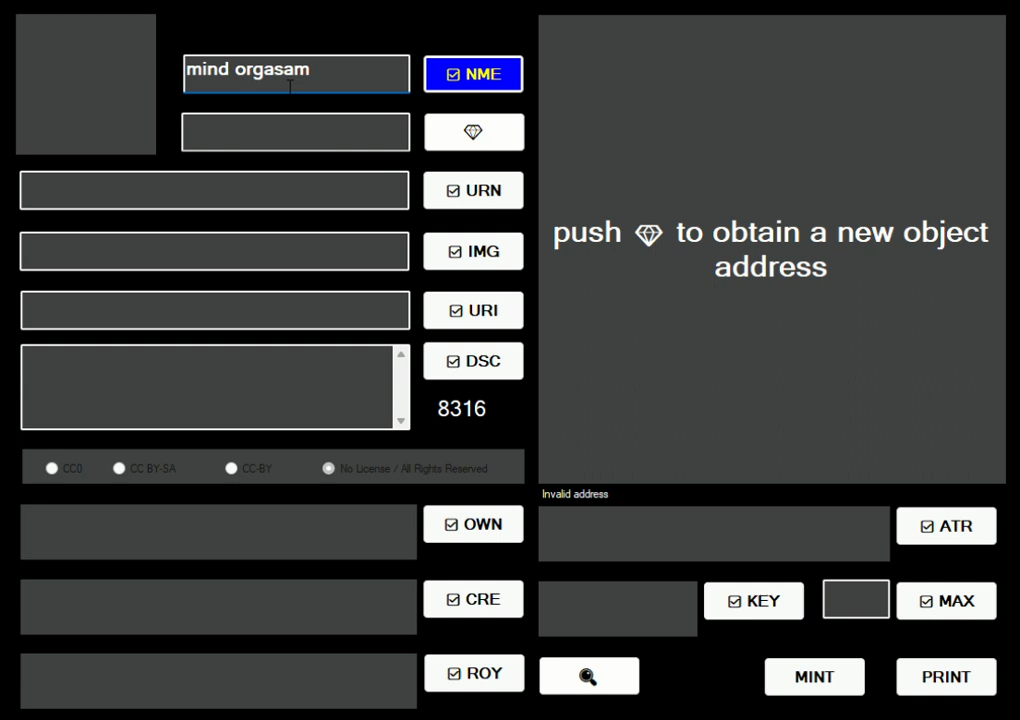 mind orgasam
NME
URN
IMG
URI
DSC
8316
CC0
CC BY-SA
CC-BY
No License / All Rights Reserved
OWN
CRE
ROY
push to obtain a new object
address
Invalid address
ATR
KEY
MAX
MINT
PRINT